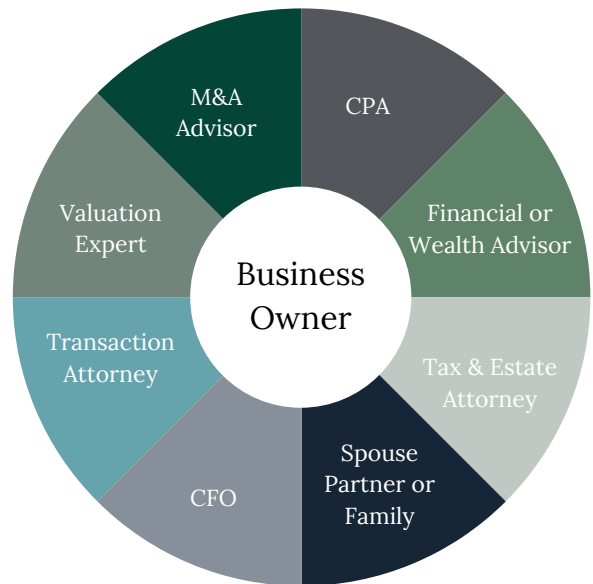 M&A
Advisor
CPA
Financial or
Wealth Advisor
Tax & Estate
Attorney
Spouse
Partner or
Family
CFO
Transaction
Attorney
Valuation
Expert
Business
Owner